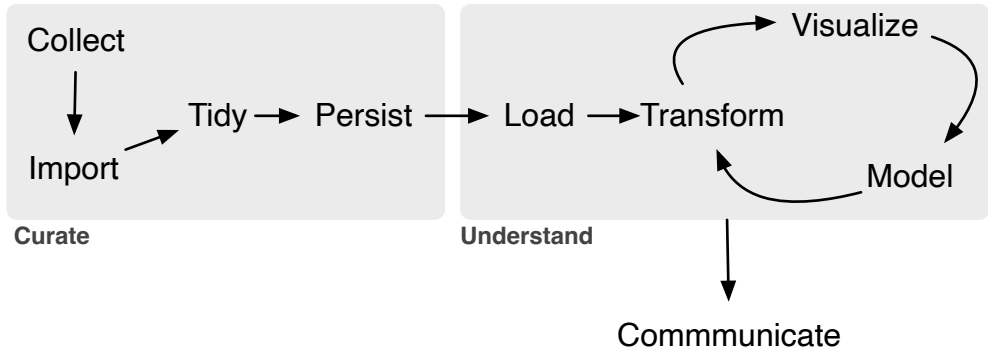 Collect
Import
Tidy
Persist
Curate
Load
Transform
Visualize
Model
Understand
Commmunicate